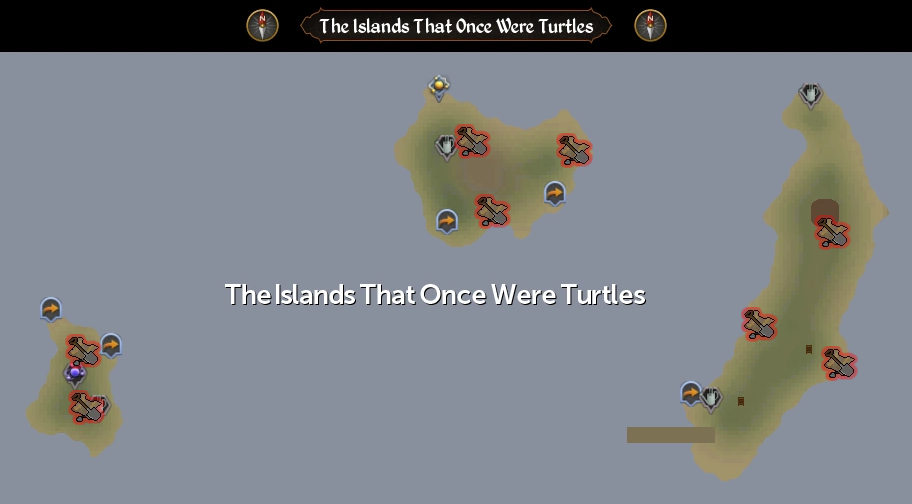 N The Islands That Once Were Turtles N
The Islands That Once Were Turtles